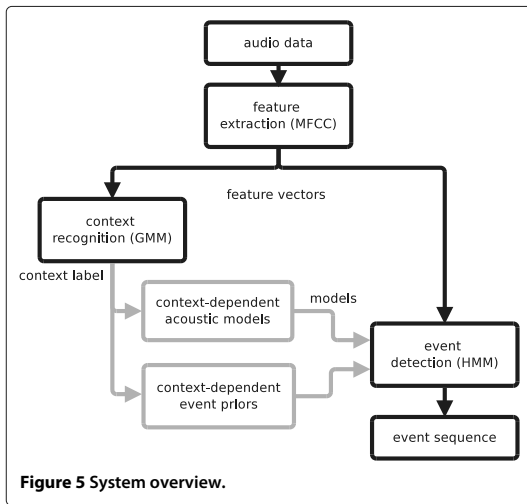 audio data
feature
extraction (MFCC)
feature vectors
context
recognition (GMM)
context label
context-dependent
acoustic models
models
context-dependent
event priors
event
detection (HMM)
event sequence
Figure 5 System overview.